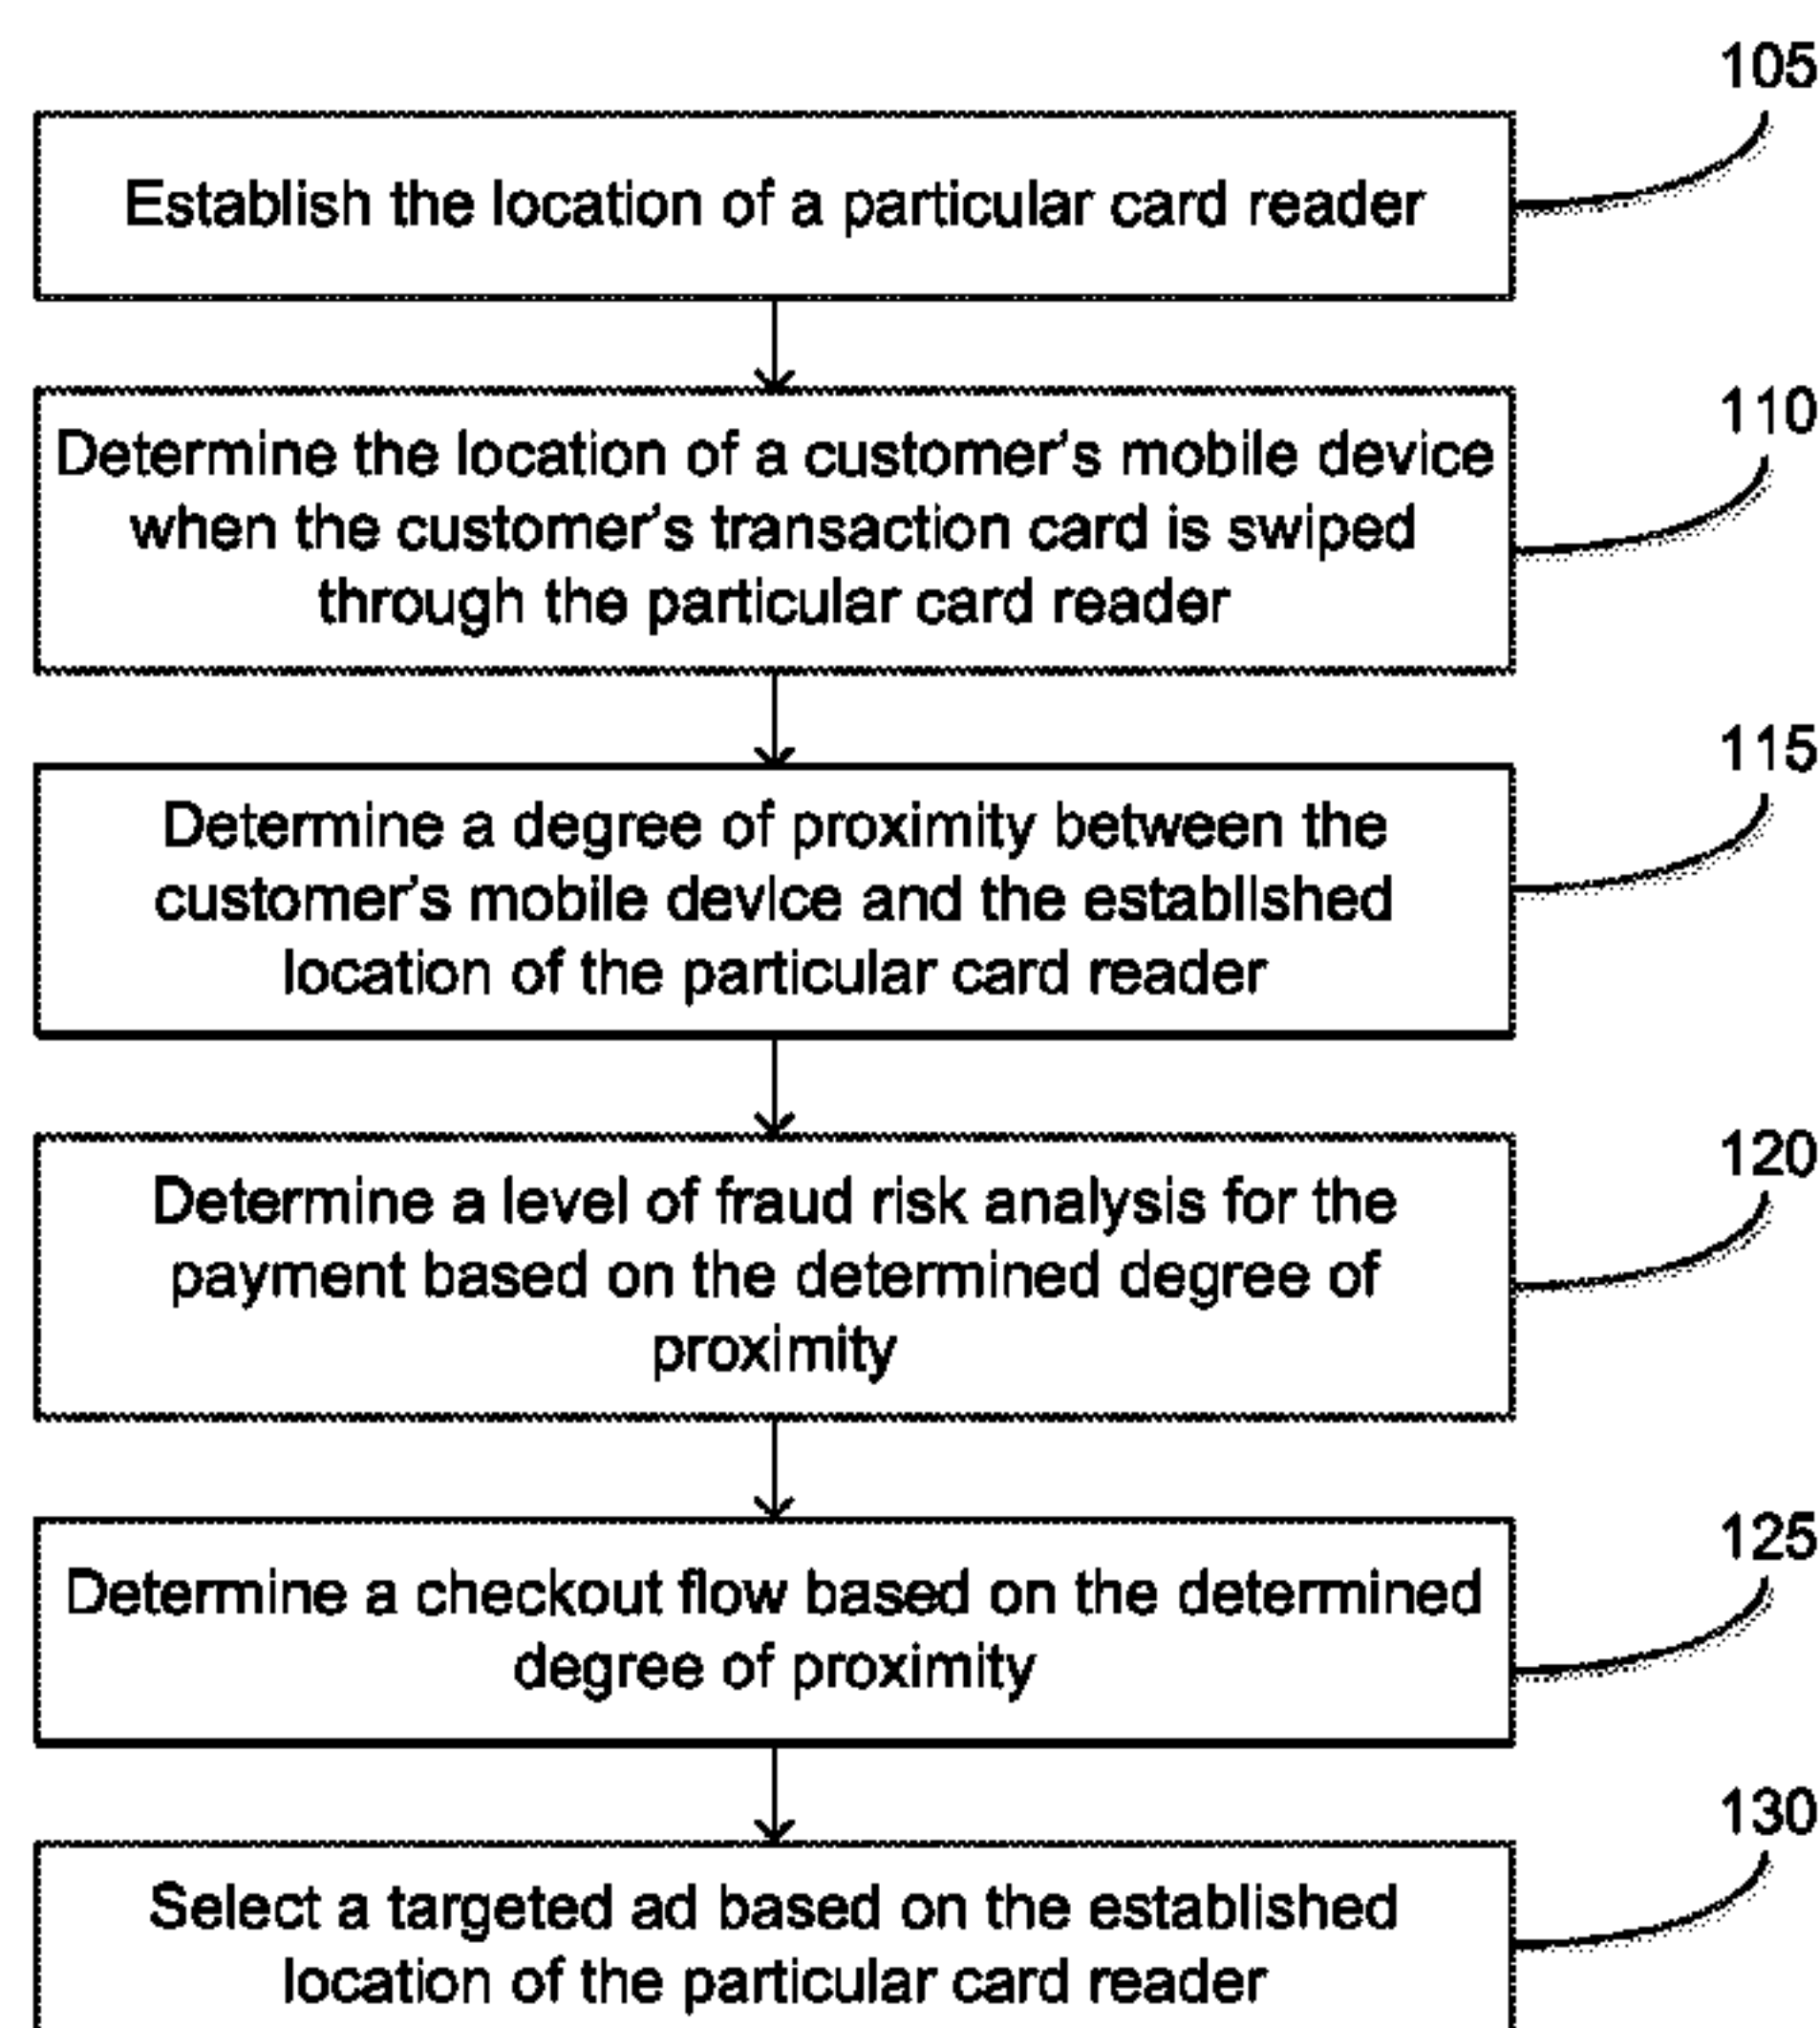 105
Establish the location of a particular card reader
110
Determine the location of a customer's mobile device
when the customer's transaction card is swiped
through the particular card reader
115
Determine a degree of proximity between the
customer's mobile device and the established
location of the particular card reader
120
Determine a level of fraud risk analysis for the
payment based on the determined degree of
proximity
125
Determine a checkout flow based on the determined
degree of proximity
130
Select a targeted ad based on the established
location of the particular card reader